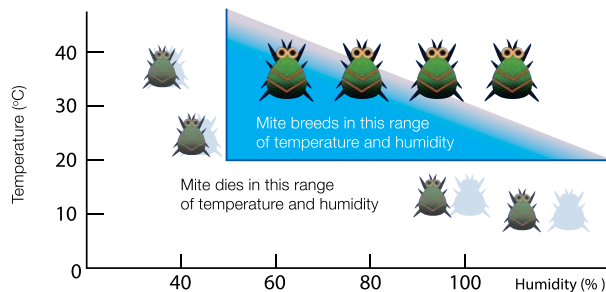 Temperature (°C)
40
30
20
10
0
Mite breeds in this range
of temperature and humidity
Mite dies in this range
of temperature and humidity
40
60
80
100
Humidity (% )